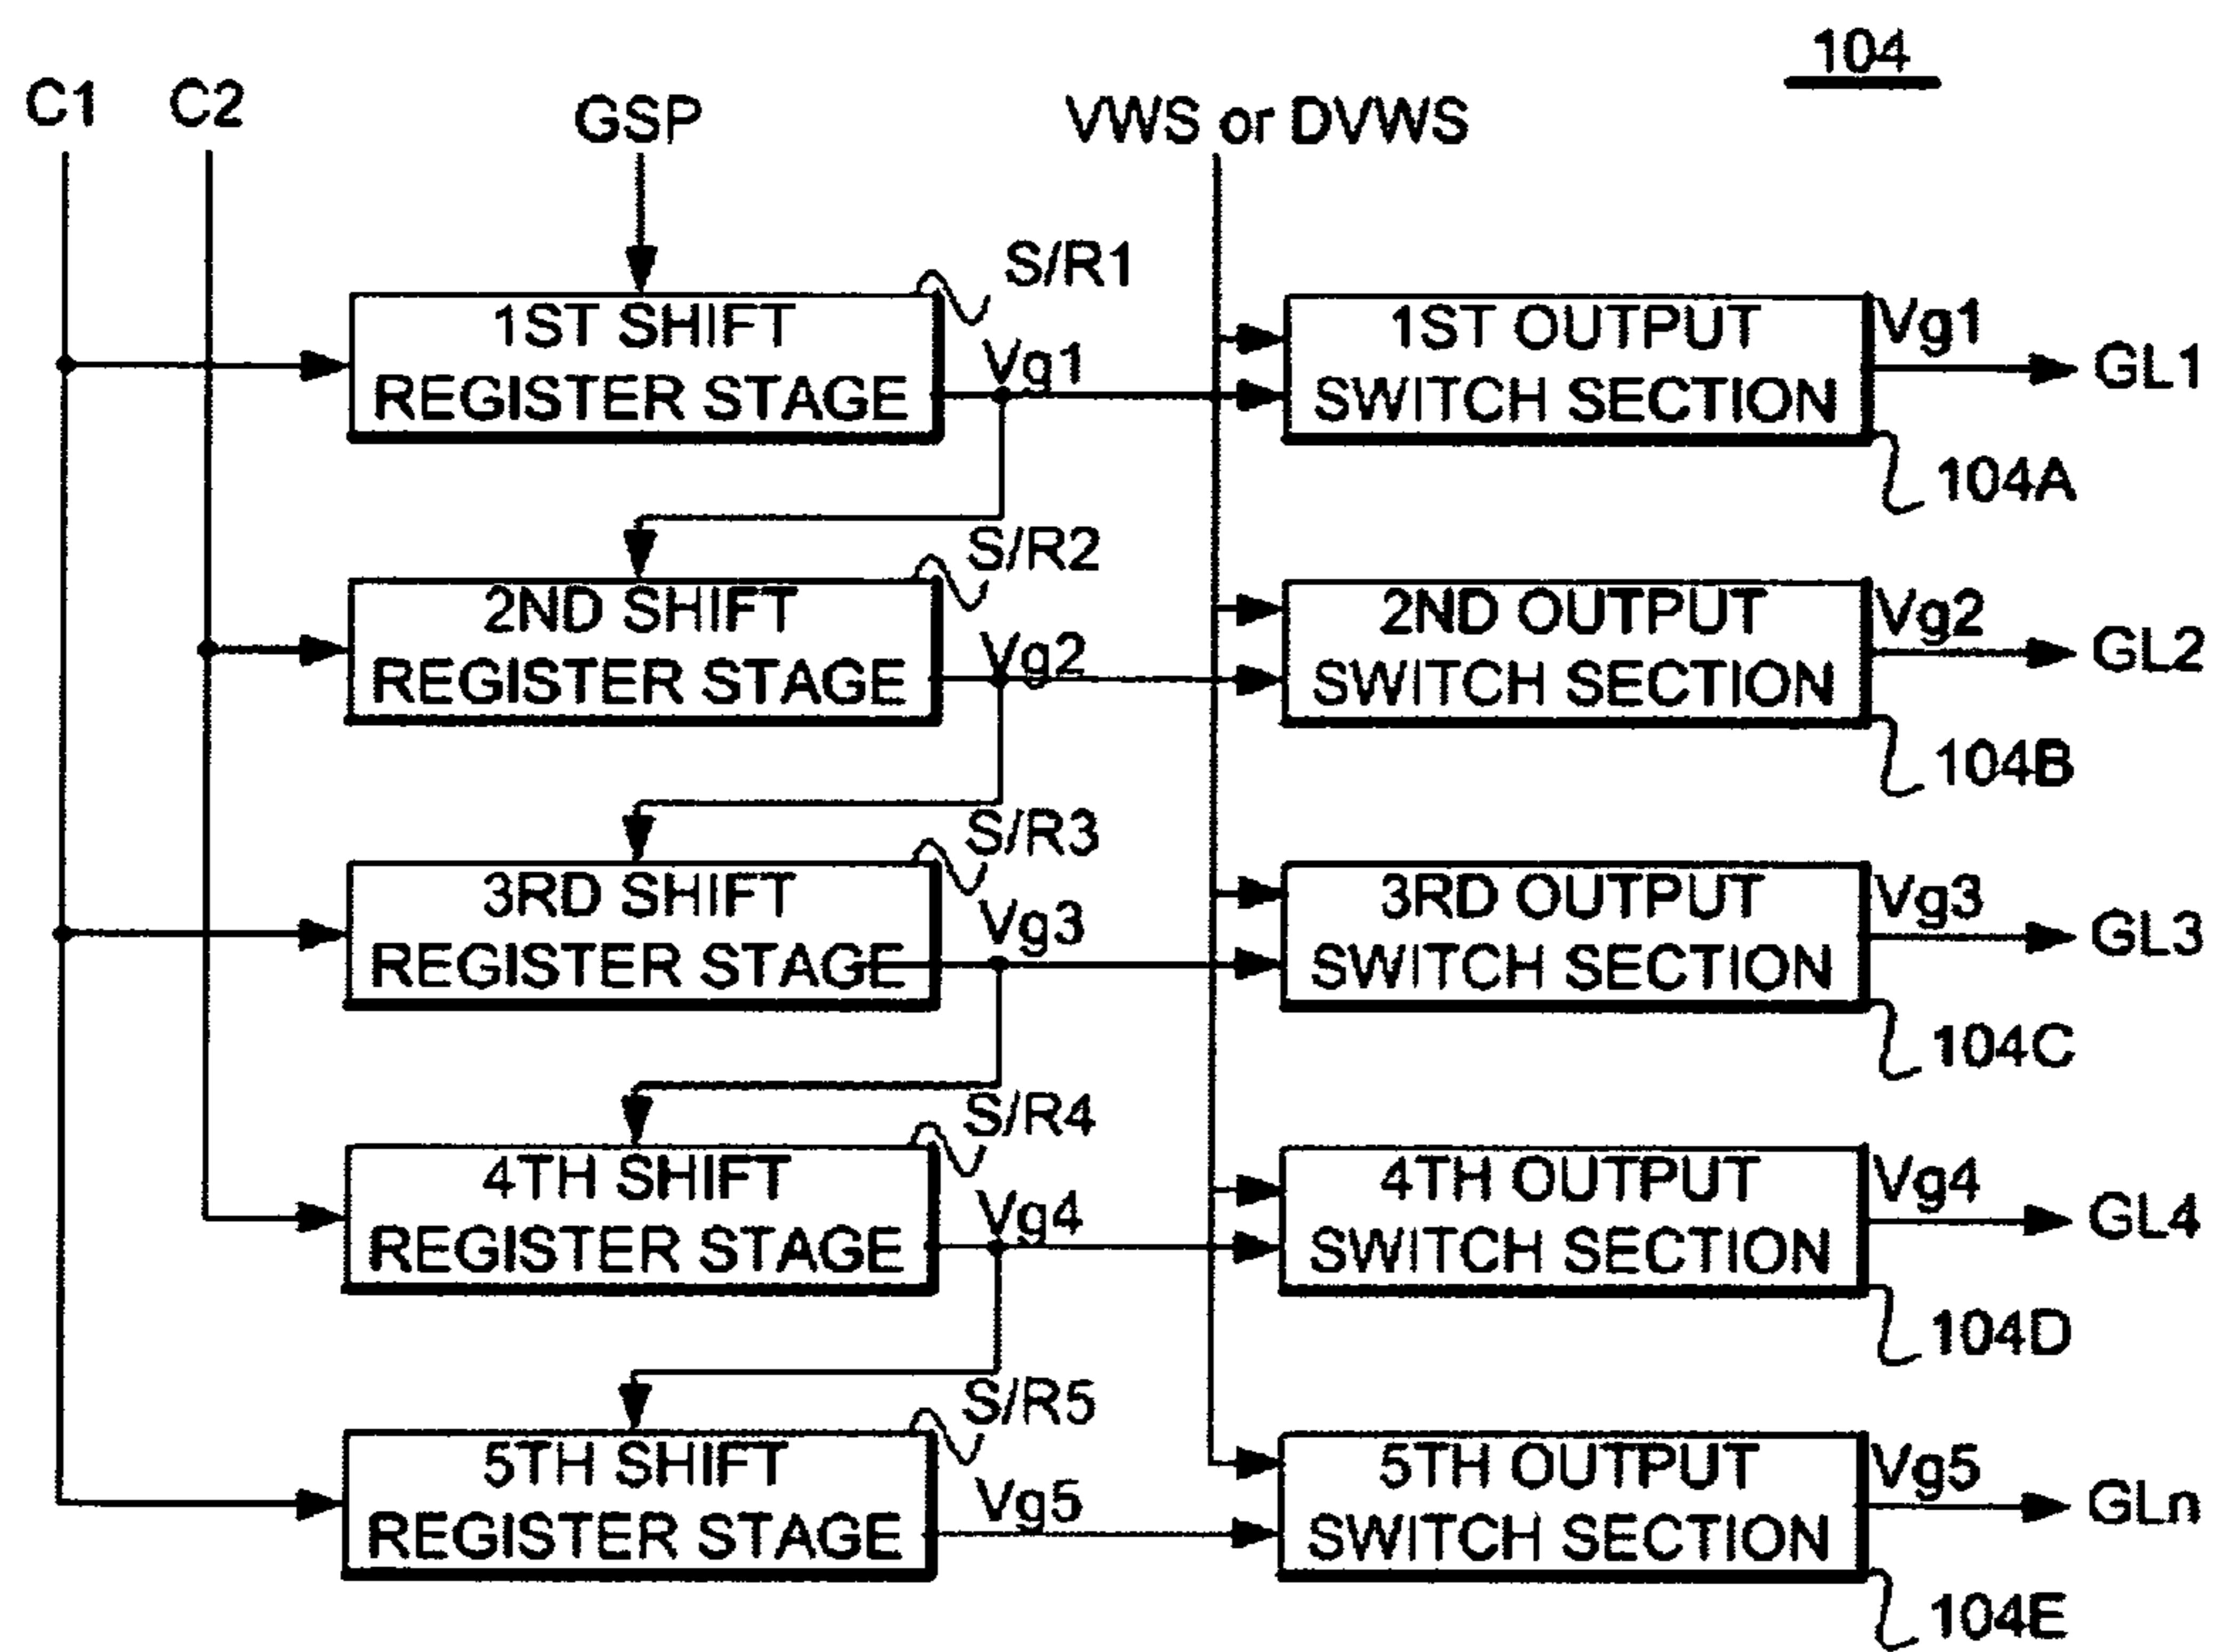 104
C1 C2 GSP VWS or DVWS
S/R1
1ST SHIFT
REGISTER STAGE
Vg1
1ST OUTPUT
SWITCH SECTION
Vg1
GL1
104A
S/R2
2ND SHIFT
REGISTER STAGE
Vg2
2ND OUTPUT
SWITCH SECTION
Vg2
GL2
104B
S/R3
3RD SHIFT
REGISTER STAGE
Vg3
3RD OUTPUT
SWITCH SECTION
Vg3
GL3
104C
S/R4
4TH SHIFT
REGISTER STAGE
Vg4
4TH OUTPUT
SWITCH SECTION
Vg4
GL4
104D
S/R5
5TH SHIFT
REGISTER STAGE
Vg5
5TH OUTPUT
SWITCH SECTION
Vg5
GLn
104E